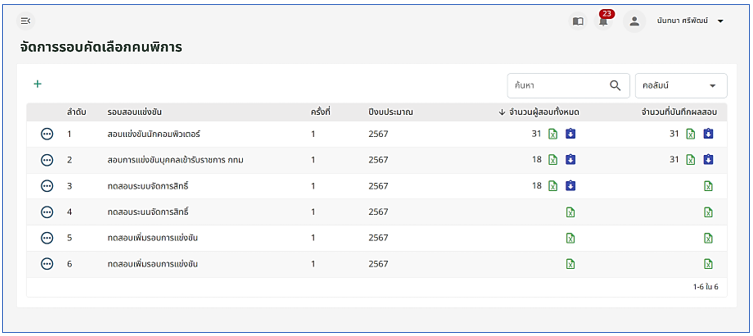 23
นันทนา ศรีพัฒน์
จัดการรอบคัดเลือกคนพิการ
ค้นหา
คอลัมน์
ลำดับ รอบสอบแข่งขัน ครั้งที่ ปีงบประมาณ จำนวนผู้สอบทั้งหมด จำนวนที่บันทึกผลสอบ
1 สอบแข่งขันนักคอมพิวเตอร์ 1 2567 31 31
2 สอบการแข่งขันบุคคลเข้ารับราชการ กทม 1 2567 18 31
3 ทดสอบระบบจัดการสิทธิ์ 1 2567 18
4 ทดสอบระบบจัดการสิทธิ์ 1 2567
5 ทดสอบเพิ่มรอบการแข่งขัน 1 2567
6 ทดสอบเพิ่มรอบการแข่งขัน 1 2567
1-6 ใน 6